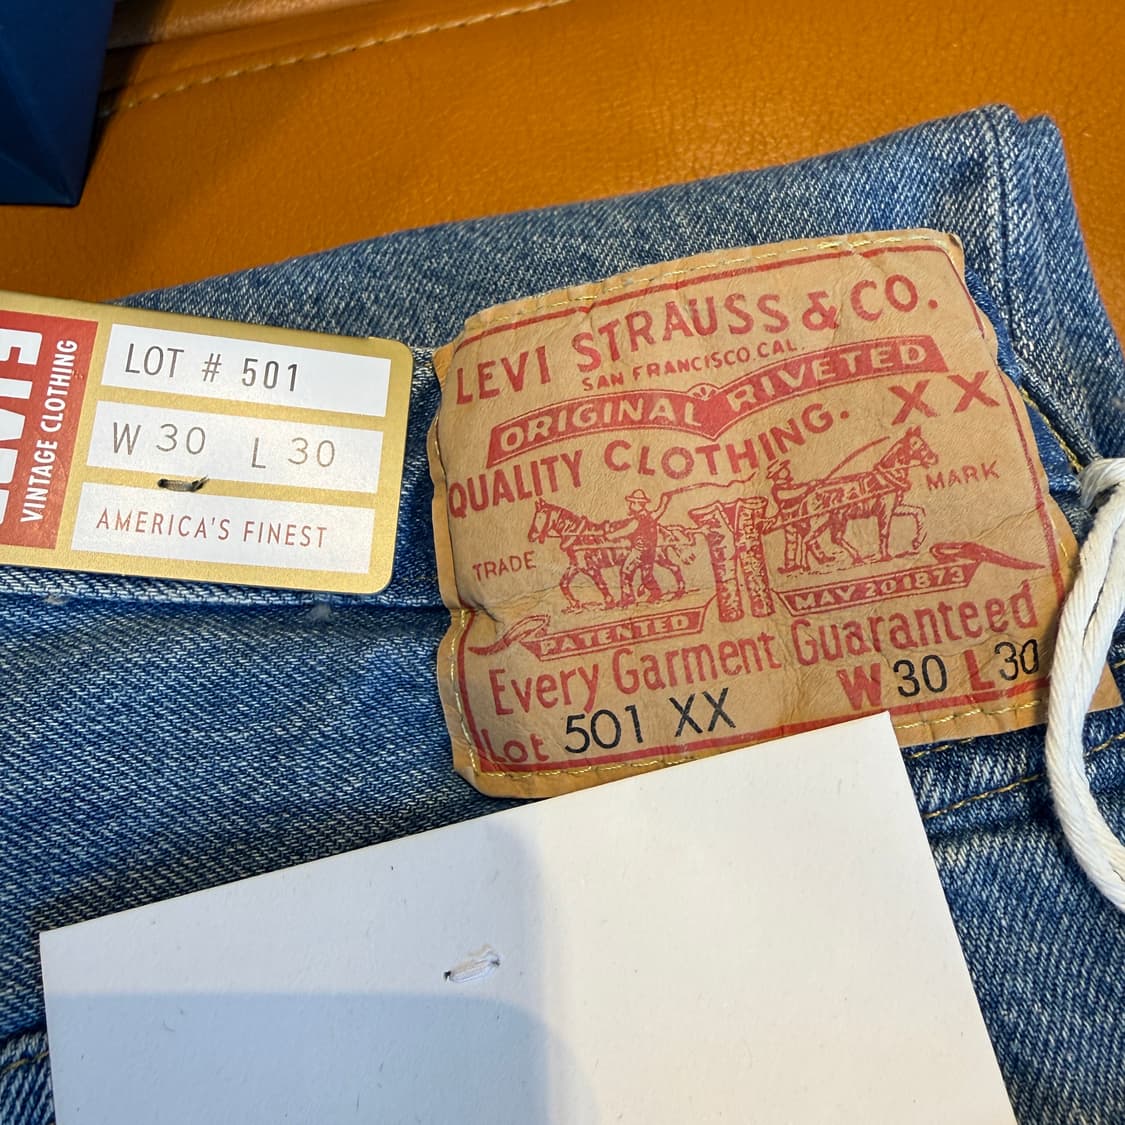 VINTAGE CLOTHING
LOT # 501
W 30 L 30
AMERICA'S FINEST
LEVI STRAUSS & CO.
SAN FRANCISCO CAL.
ORIGINAL RIVETED
QUALITY CLOTHING. XX
TRADE MARK
PATENTED MAY 20 1873
Every Garment Guaranteed
Lot 501 XX W 30 L 30